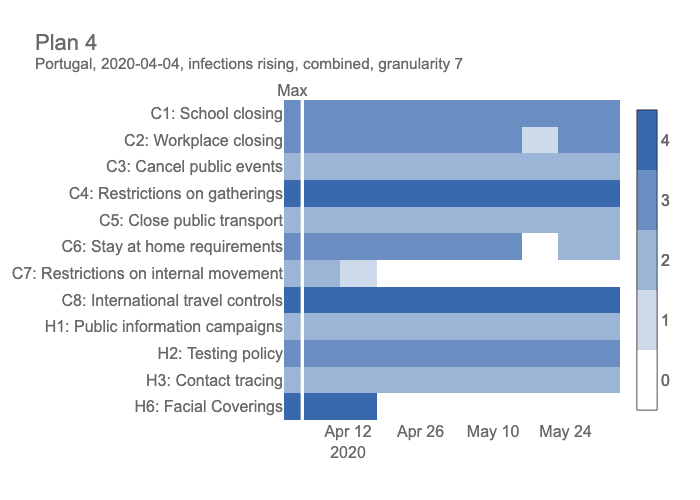 Plan 4
Portugal, 2020-04-04, infections rising, combined, granularity 7
Max
C1: School closing
C2: Workplace closing
C3: Cancel public events
C4: Restrictions on gatherings
C5: Close public transport
C6: Stay at home requirements
C7: Restrictions on internal movement
C8: International travel controls
H1: Public information campaigns
H2: Testing policy
H3: Contact tracing
H6: Facial Coverings
Apr 12 Apr 26 May 10 May 24
2020
4
3
2
1
0